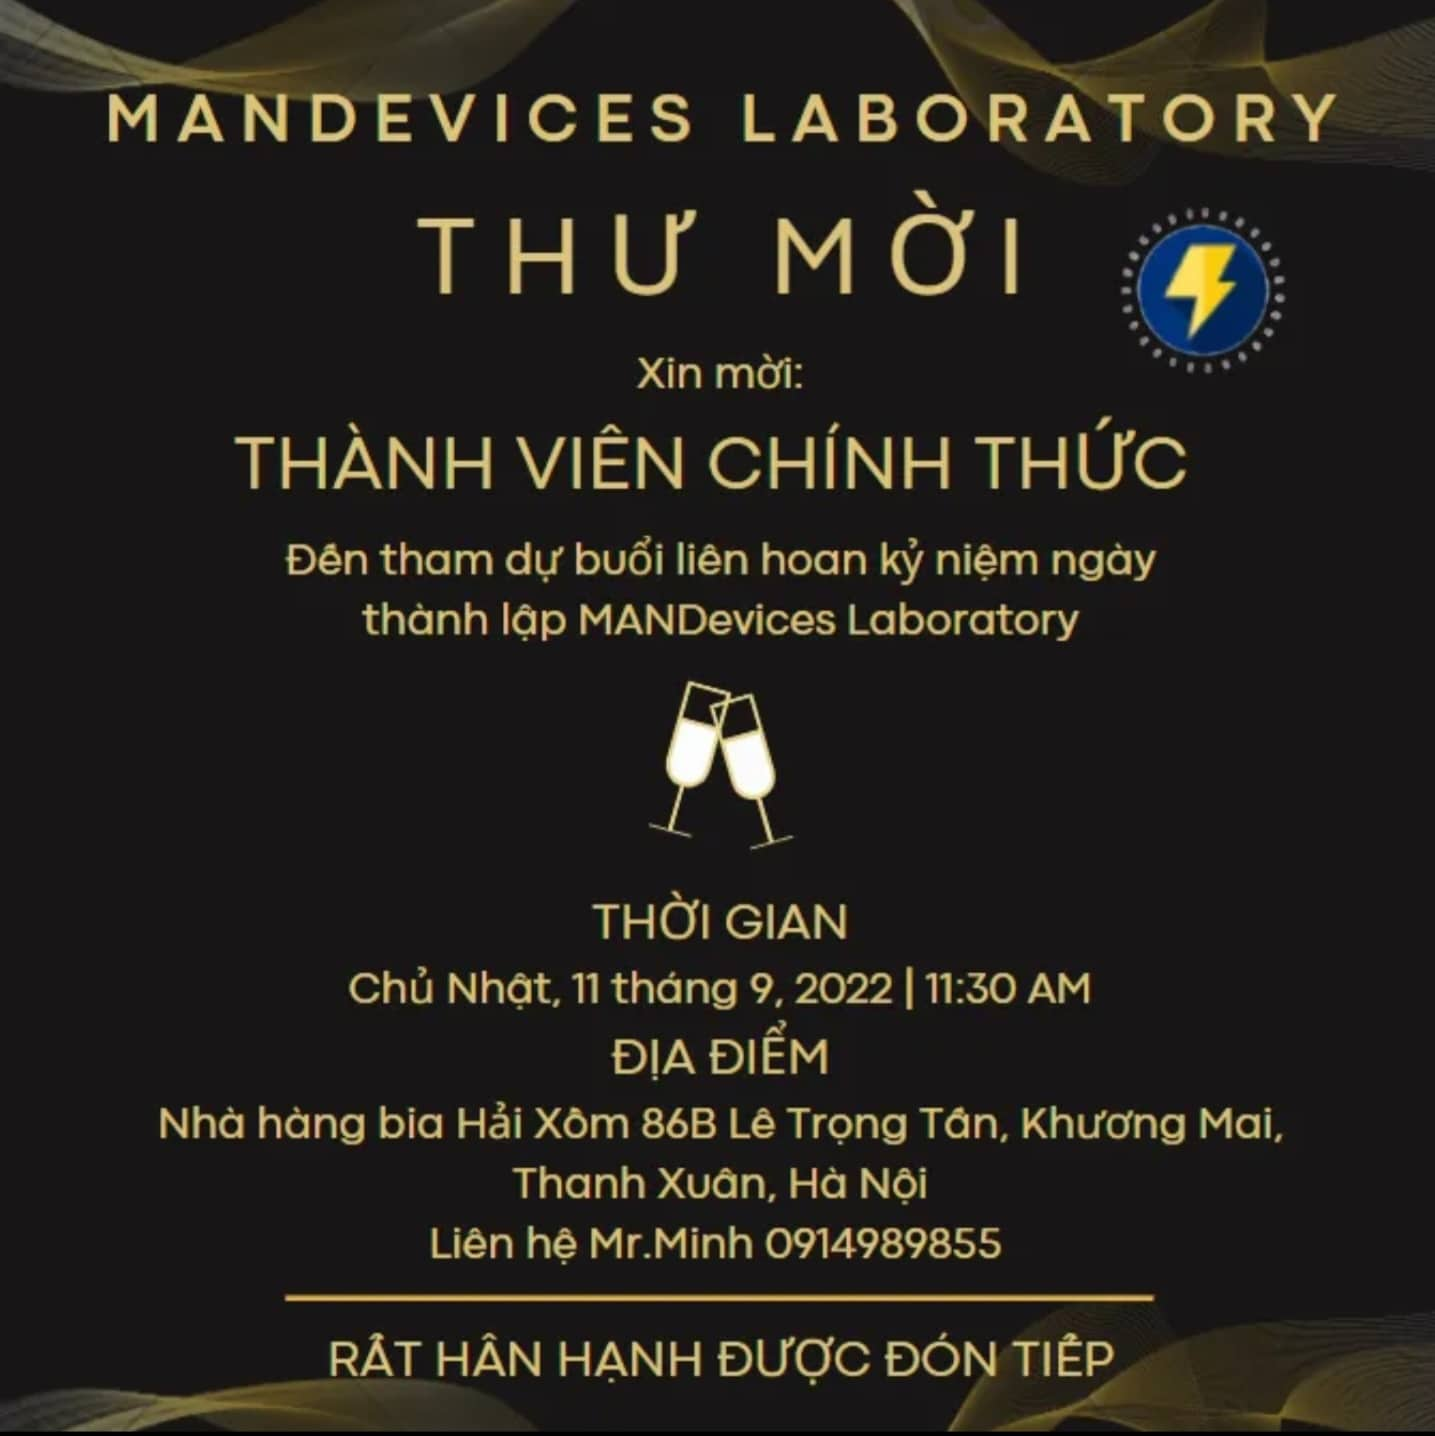 MANDEVICES LABORATORY
THƯ MỜI
Xin mời:
THÀNH VIÊN CHÍNH THỨC
Đến tham dự buổi liên hoan kỷ niệm ngày
thành lập MANDevices Laboratory
THỜI GIAN
Chủ Nhật, 11 tháng 9, 2022 | 11:30 AM
ĐỊA ĐIỂM
Nhà hàng bia Hải Xồm 86B Lê Trọng Tấn, Khương Mai,
Thanh Xuân, Hà Nội
Liên hệ Mr.Minh 0914989855
RẤT HÂN HẠNH ĐƯỢC ĐÓN TIẾP